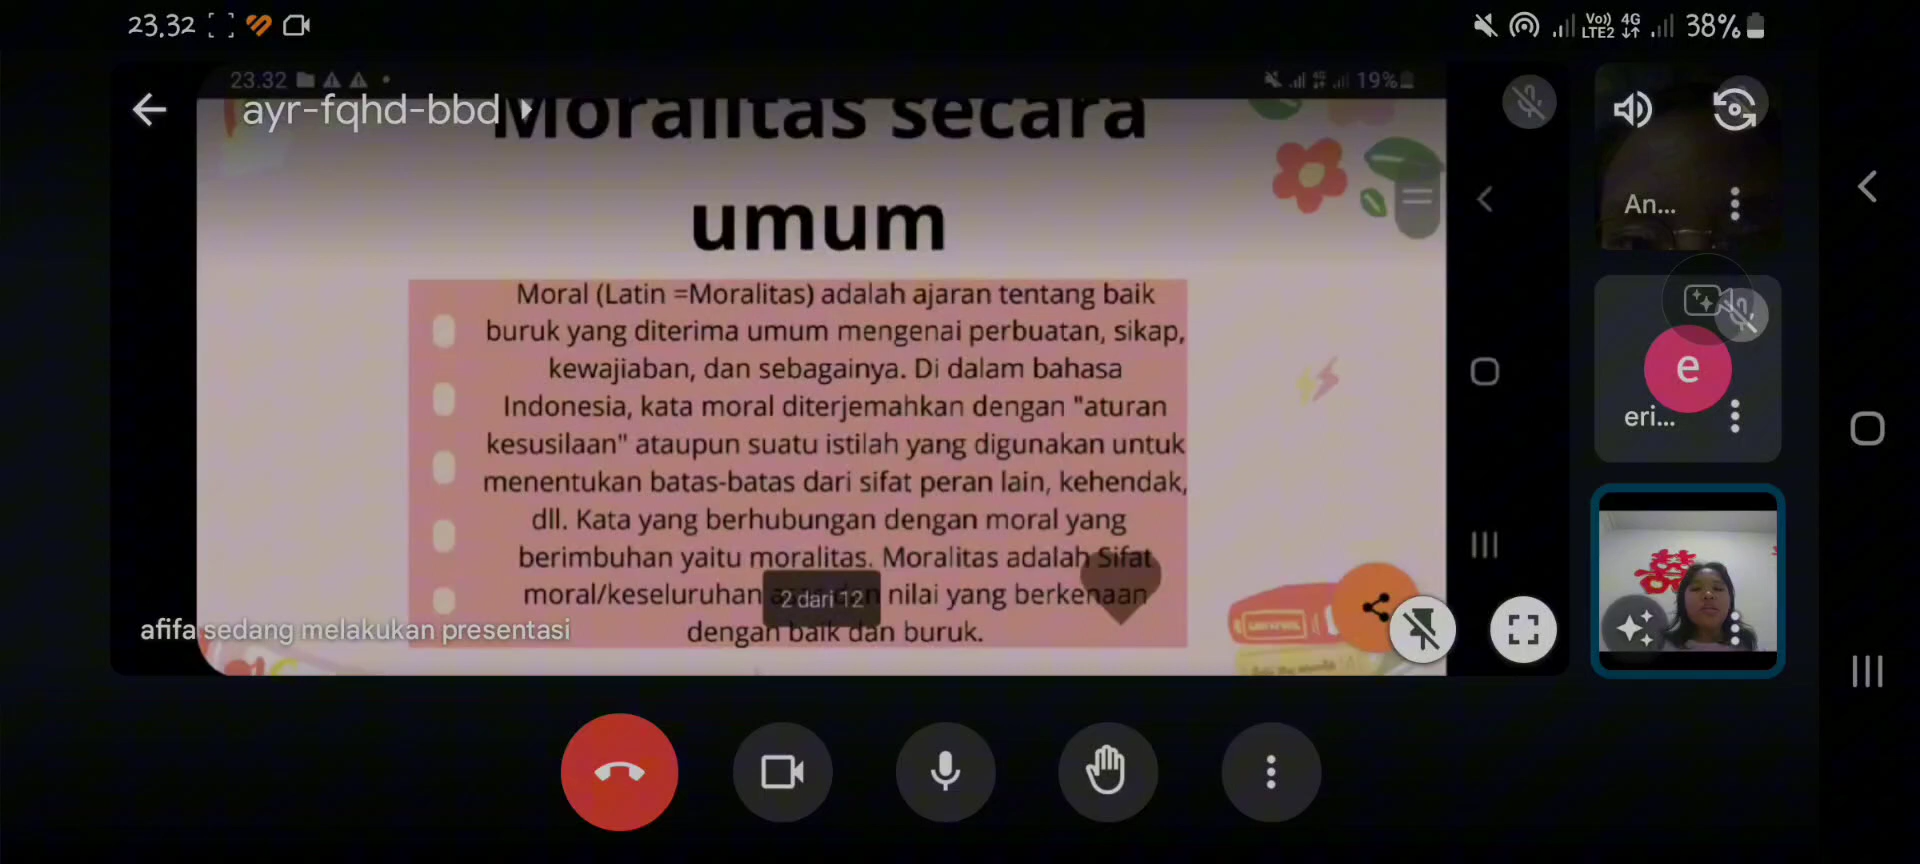 23.32
Vo))
LTE2
4G
38%
23.32
19%
ayr-fqhd-bbd
Moralitas secara
umum
Moral (Latin =Moralitas) adalah ajaran tentang baik
buruk yang diterima umum mengenai perbuatan, sikap,
kewajiaban, dan sebagainya. Di dalam bahasa
Indonesia, kata moral diterjemahkan dengan "aturan
kesusilaan" ataupun suatu istilah yang digunakan untuk
menentukan batas-batas dari sifat peran lain, kehendak,
dll. Kata yang berhubungan dengan moral yang
berimbuhan yaitu moralitas. Moralitas adalah Sifat
moral/keseluruhan nilai yang berkenaan
dengan baik dan buruk.
2 dari 12
afifa sedang melakukan presentasi
An...
e
eri...
囍